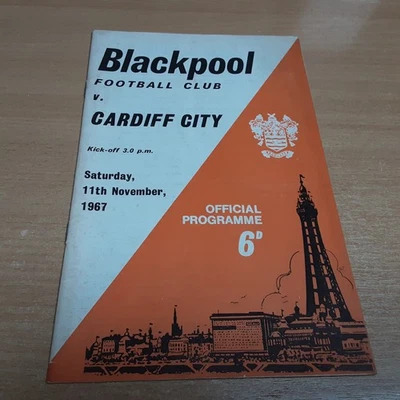 Blackpool
FOOTBALL CLUB
v.
CARDIFF CITY
Kick-off 3.0 p.m.
Saturday,
11th November,
1967
OFFICIAL
PROGRAMME
6D